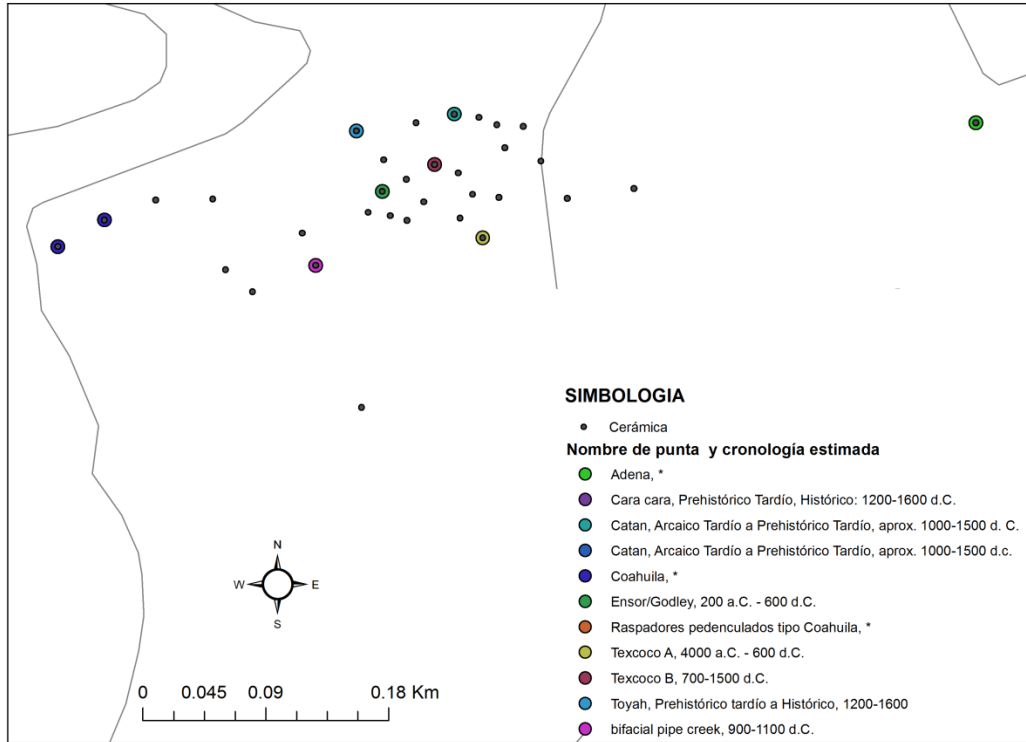 SIMBOLOGIA
Cerámica
Nombre de punta y cronología estimada
Adena, *
Cara cara, Prehistórico Tardío, Histórico: 1200-1600 d.C.
Catan, Arcaico Tardío a Prehistórico Tardío, aprox. 1000-1500 d. C.
Catan, Arcaico Tardío a Prehistórico Tardío, aprox. 1000-1500 d.c.
Coahuila, *
Ensor/Godley, 200 a.C. - 600 d.C.
Raspadores pedenculados tipo Coahuila, *
Texcoco A, 4000 a.C. - 600 d.C.
Texcoco B, 700-1500 d.C.
Toyah, Prehistórico tardío a Histórico, 1200-1600
bifacial pipe creek, 900-1100 d.C.
N
W E
S
0 0.045 0.09 0.18 Km